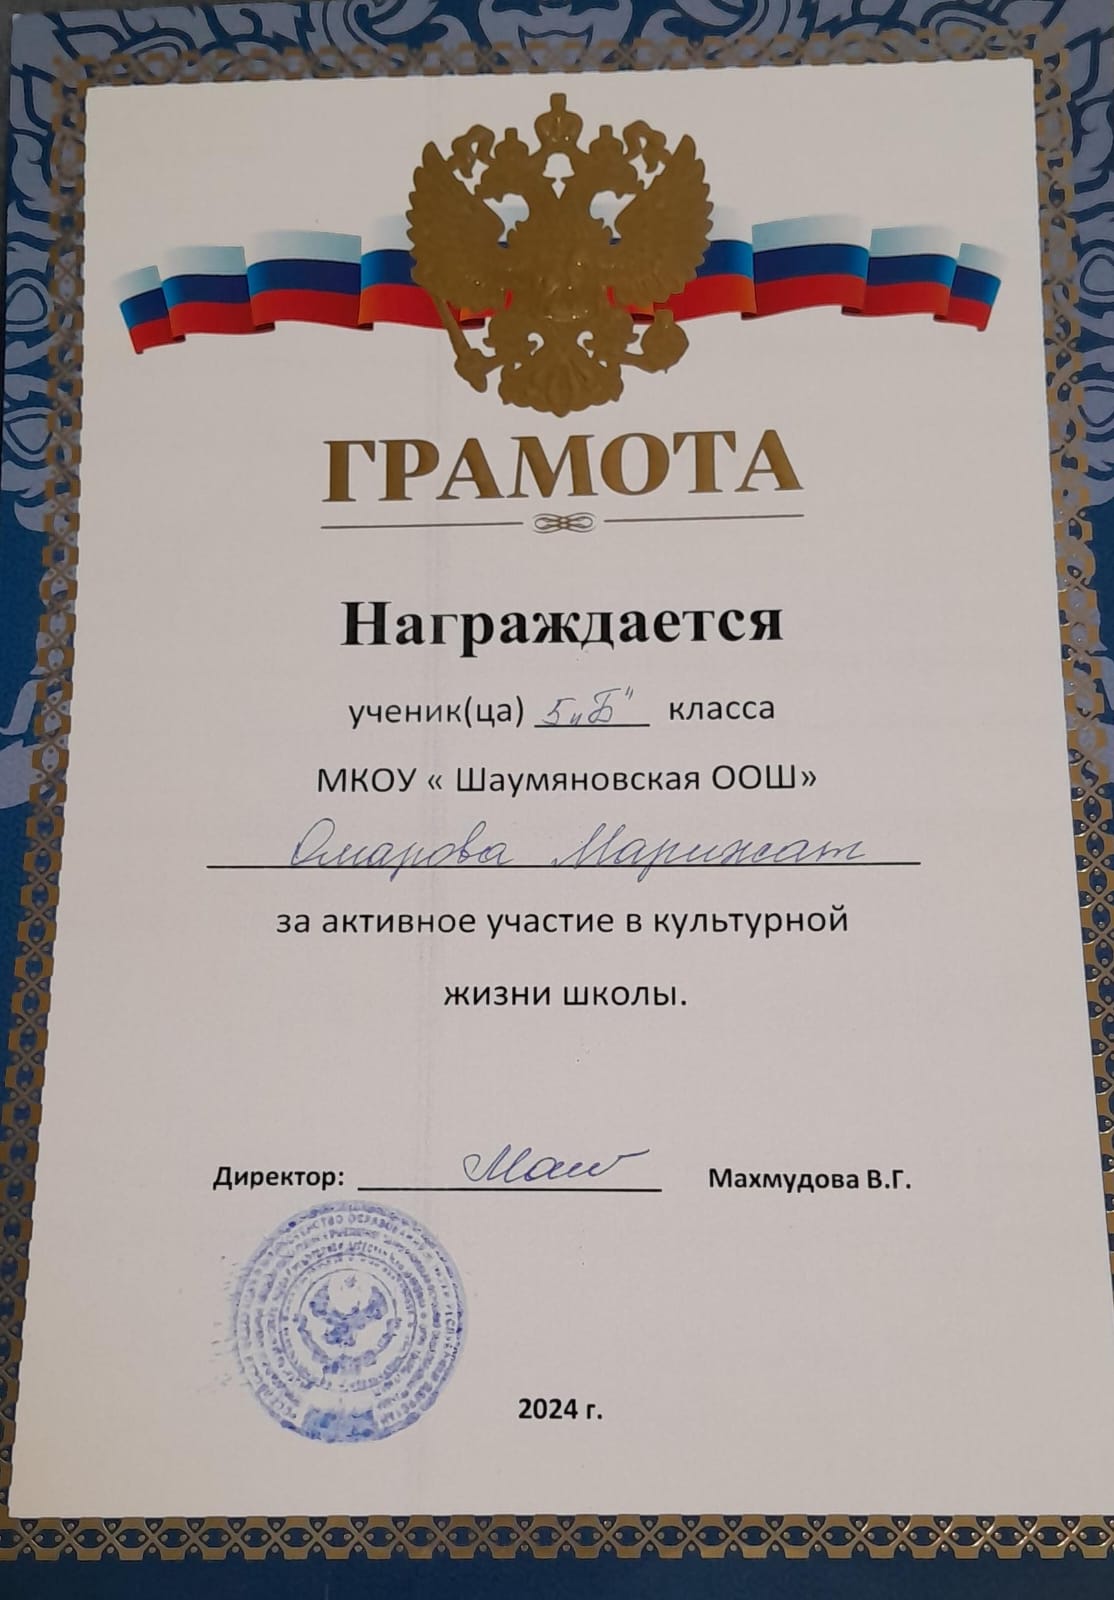 ГРАМОТА
Награждается
ученик(ца) 5 „Б" класса
МКОУ « Шаумяновская ООШ»
Омарова Марижат
за активное участие в культурной
жизни школы.
Директор: Махмудова В.Г.
2024 г.